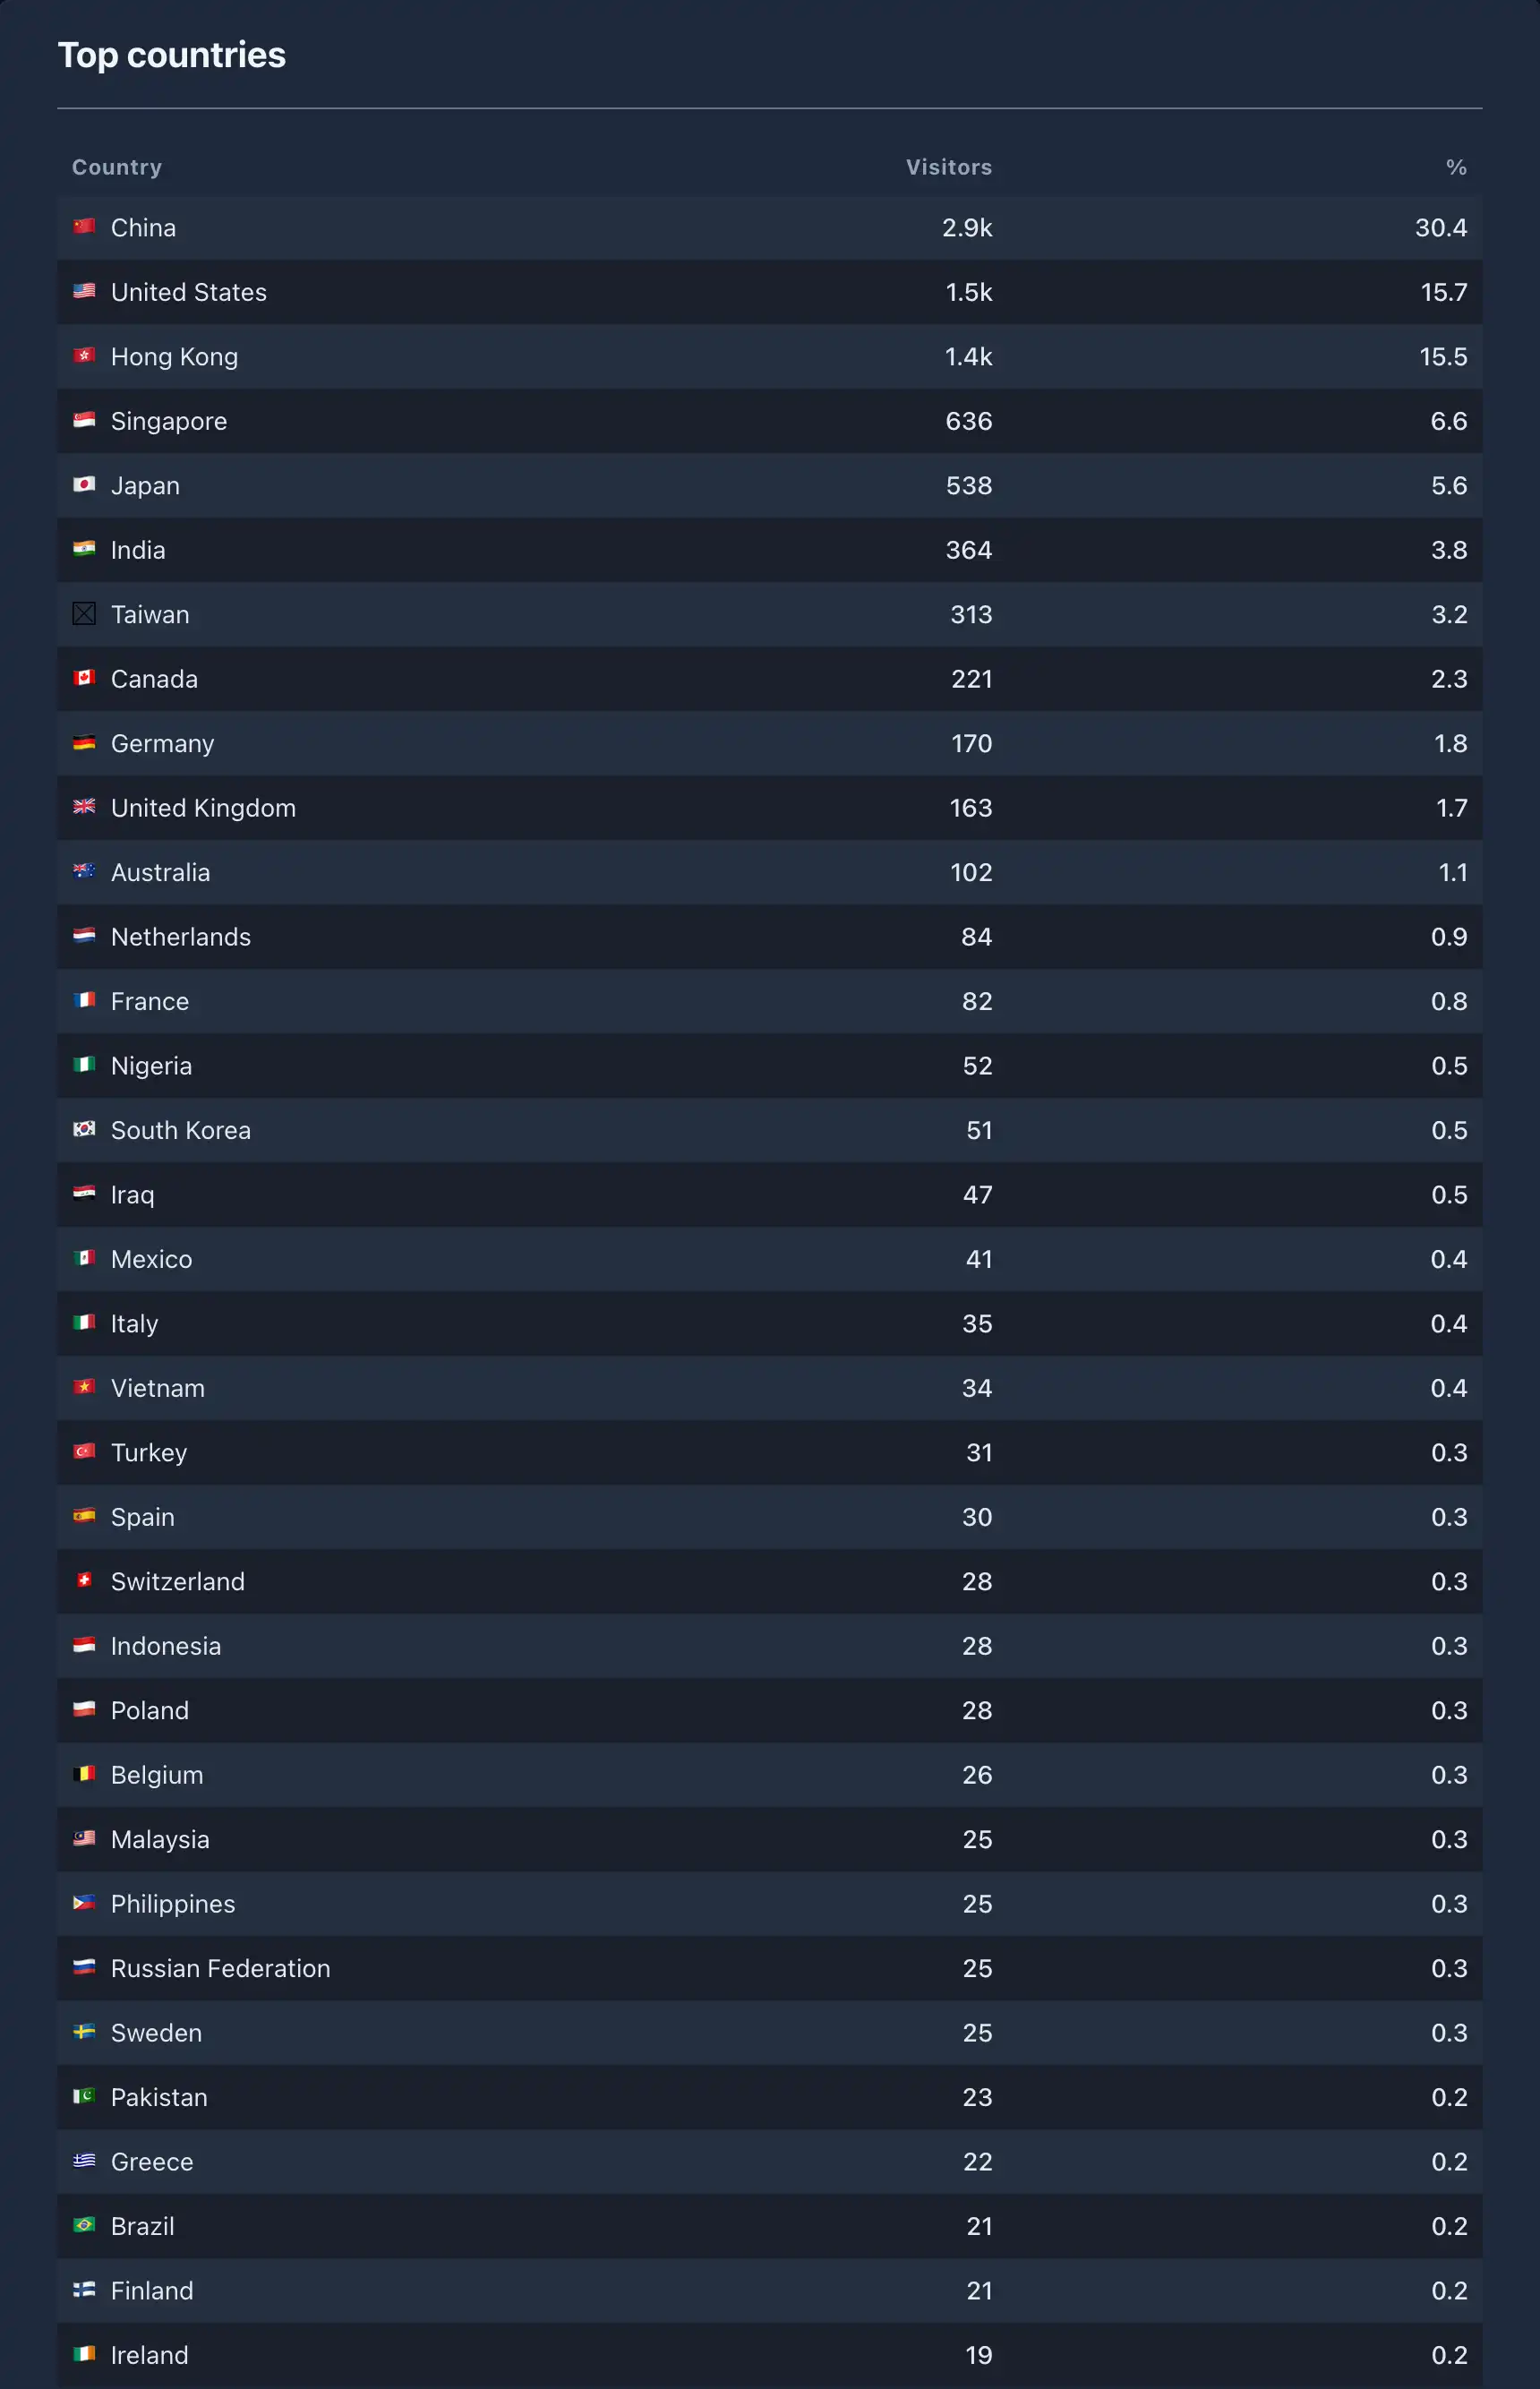 Top countries
Country Visitors %
China 2.9k 30.4
United States 1.5k 15.7
Hong Kong 1.4k 15.5
Singapore 636 6.6
Japan 538 5.6
India 364 3.8
Taiwan 313 3.2
Canada 221 2.3
Germany 170 1.8
United Kingdom 163 1.7
Australia 102 1.1
Netherlands 84 0.9
France 82 0.8
Nigeria 52 0.5
South Korea 51 0.5
Iraq 47 0.5
Mexico 41 0.4
Italy 35 0.4
Vietnam 34 0.4
Turkey 31 0.3
Spain 30 0.3
Switzerland 28 0.3
Indonesia 28 0.3
Poland 28 0.3
Belgium 26 0.3
Malaysia 25 0.3
Philippines 25 0.3
Russian Federation 25 0.3
Sweden 25 0.3
Pakistan 23 0.2
Greece 22 0.2
Brazil 21 0.2
Finland 21 0.2
Ireland 19 0.2